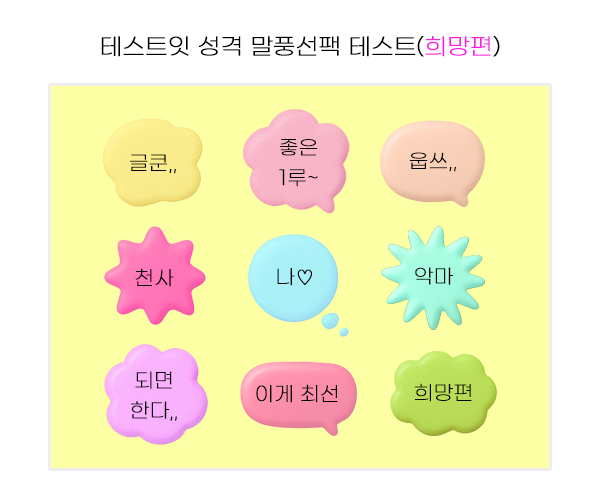 테스트잇 성격 말풍선팩 테스트(희망편)
글쿤,,
좋은
1루~
웁쓰,,
천사
나♡
악마
되면
한다,,
이게 최선
희망편